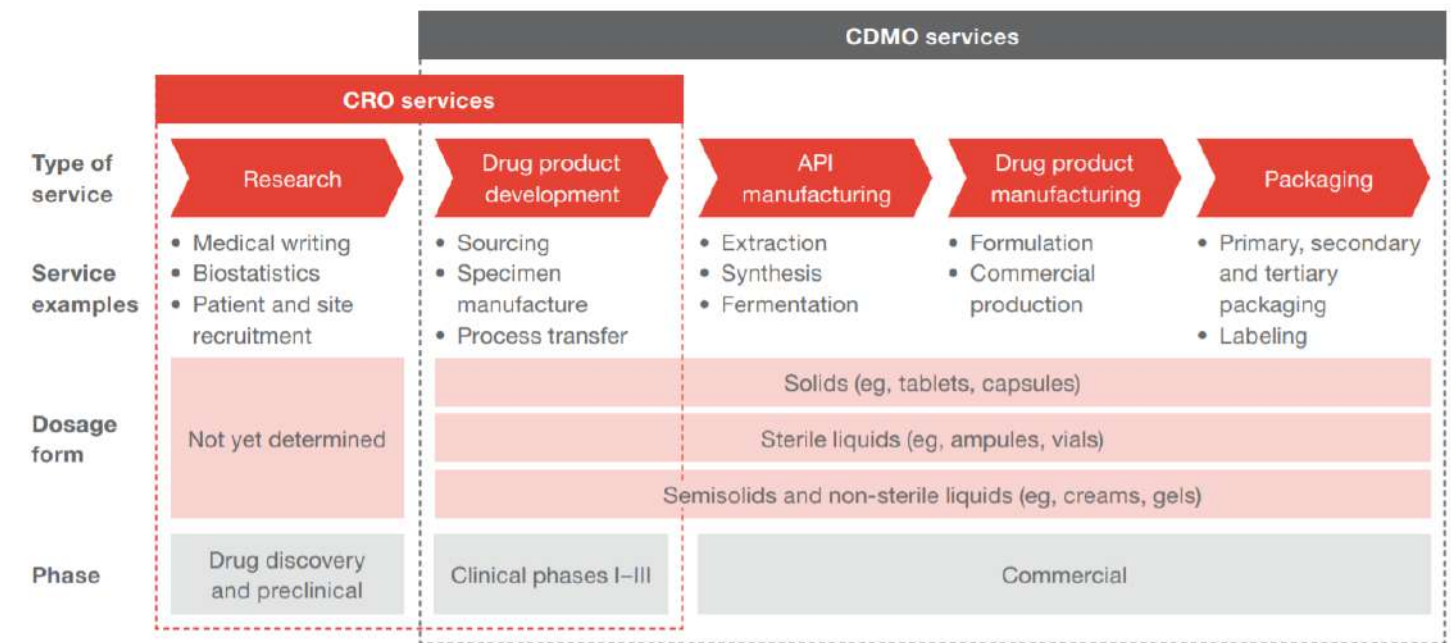 CDMO services
CRO services
Type of
service
Research
Drug product
development
API
manufacturing
Drug product
manufacturing
Packaging
Service
examples
• Medical writing
• Biostatistics
• Patient and site
recruitment
• Sourcing
• Specimen
manufacture
• Process transfer
• Extraction
• Synthesis
• Fermentation
• Formulation
• Commercial
production
• Primary, secondary
and tertiary
packaging
• Labeling
Dosage
form
Not yet determined
Solids (eg, tablets, capsules)
Sterile liquids (eg, ampules, vials)
Semisolids and non-sterile liquids (eg, creams, gels)
Phase
Drug discovery
and preclinical
Clinical phases I–III
Commercial